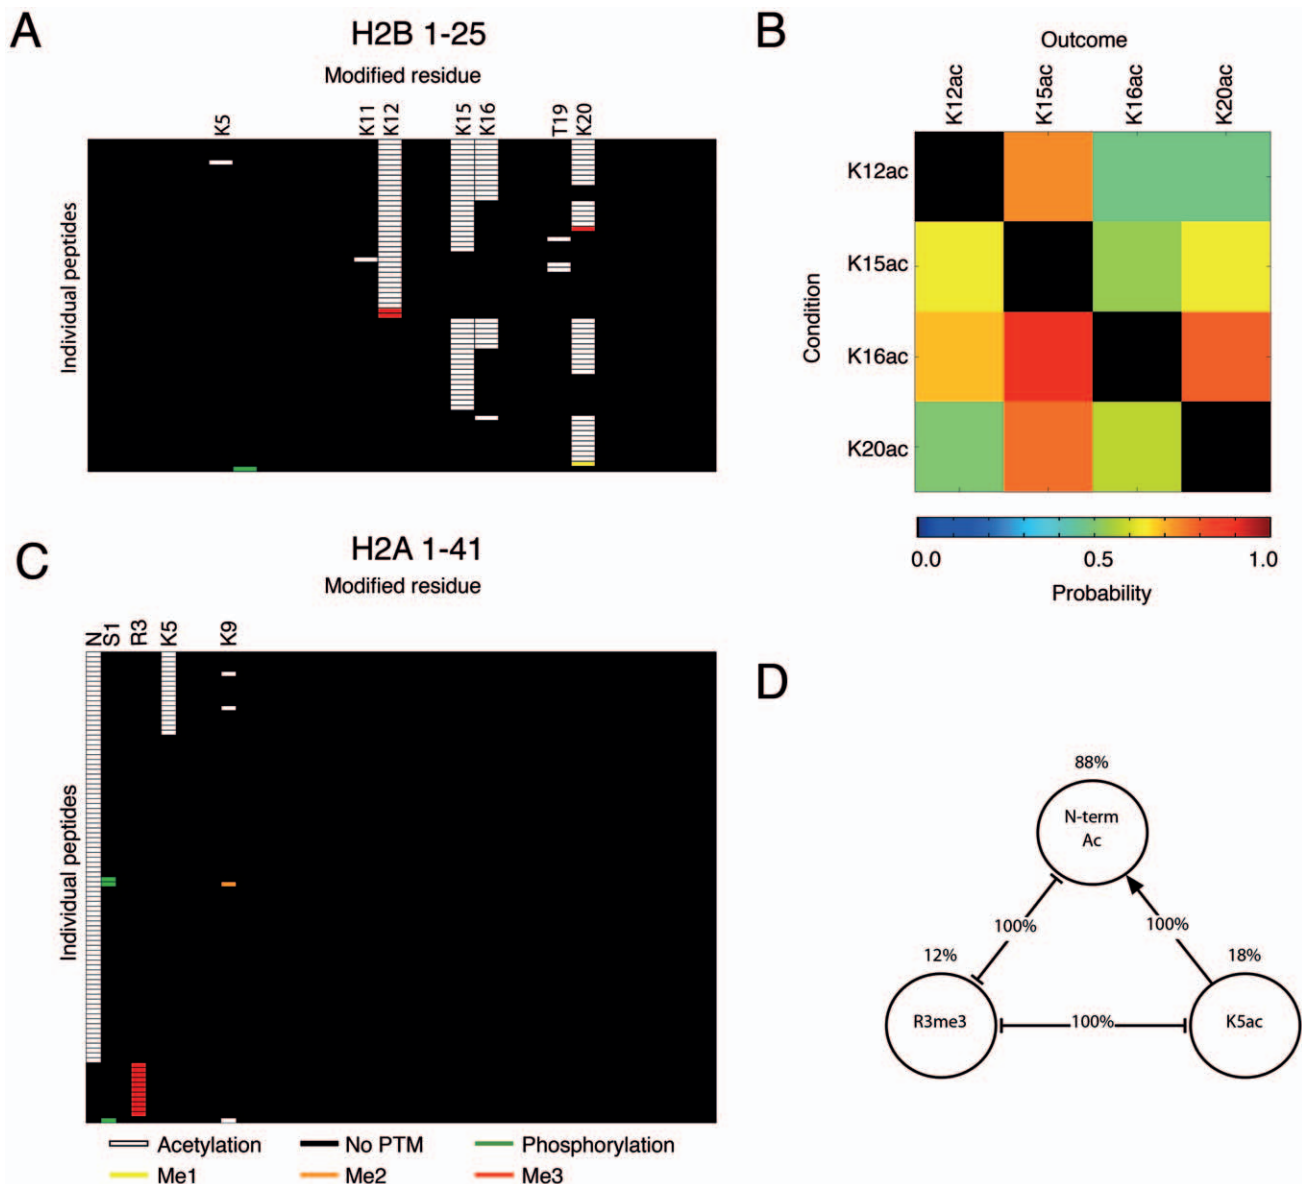 A
H2B 1-25
Modified residue
K5
K11
K12
K15
K16
T19
K20
Individual peptides
B
Outcome
K12ac
K15ac
K16ac
K20ac
Condition
K12ac
K15ac
K16ac
K20ac
0.0 0.5 1.0
Probability
C
H2A 1-41
Modified residue
N
S1
R3
K5
K9
Individual peptides
Acetylation No PTM Phosphorylation
Me1 Me2 Me3
D
88%
N-term
Ac
100% 100%
12% 18%
R3me3 100% K5ac